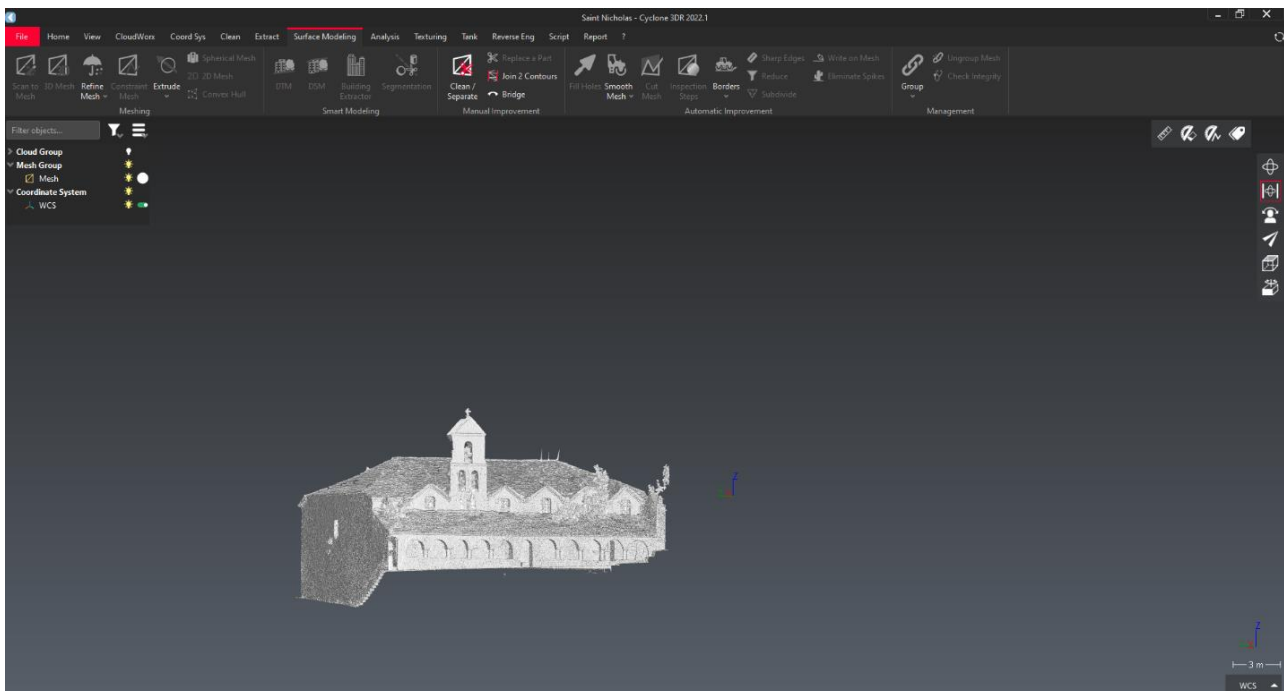 Saint Nicholas - Cyclone 3DR 2022.1
File Home View CloudWorx Coord Sys Clean Extract Surface Modeling Analysis Texturing Tank Reverse Eng Script Report ?
Scan to Mesh 3D Mesh Refine Mesh Constraint Mesh Extrude
Spherical Mesh
2D 2D Mesh
Convex Hull
Meshing
DTM DSM Building Extractor Segmentation
Smart Modeling
Clean / Separate
Replace a Part
Join 2 Contours
Bridge
Manual Improvement
Fill Holes Smooth Mesh Cut Mesh Inspection Steps Borders
Sharp Edges
Reduce
Subdivide
Write on Mesh
Eliminate Spikes
Automatic Improvement
Group
Ungroup Mesh
Check Integrity
Management
Filter objects...
Cloud Group
Mesh Group
Mesh
Coordinate System
WCS
Z
Z
3 m
WCS